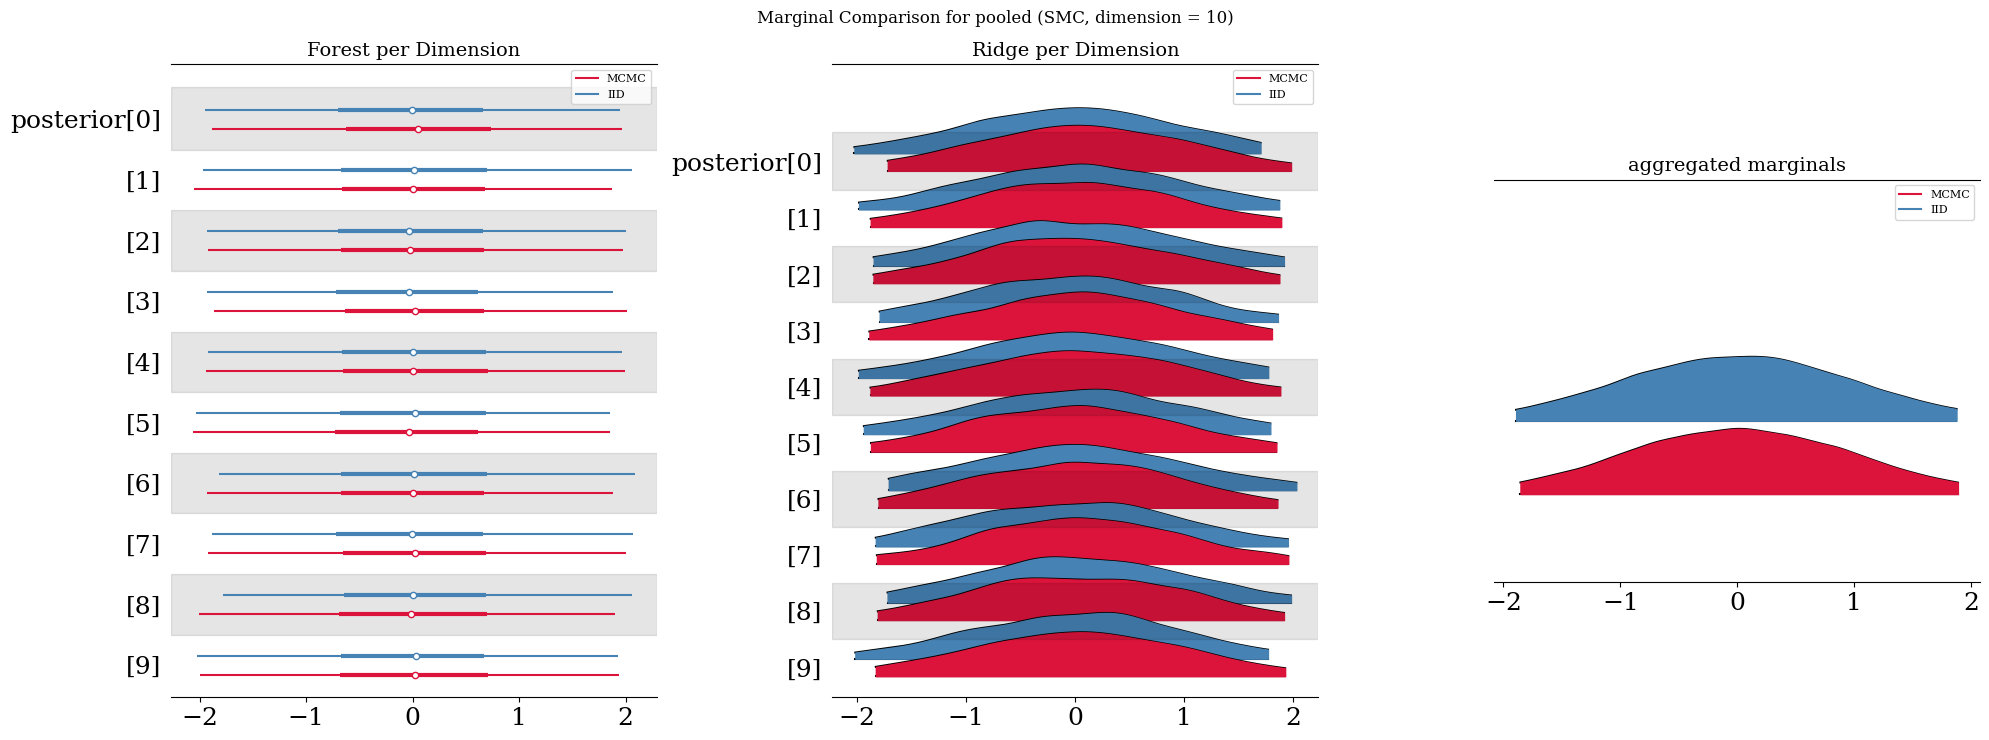 Marginal Comparison for pooled (SMC, dimension = 10)
Forest per Dimension
MCMC
IID
posterior[0]
[1]
[2]
[3]
[4]
[5]
[6]
[7]
[8]
[9]
−2 −1 0 1 2
Ridge per Dimension
MCMC
IID
posterior[0]
[1]
[2]
[3]
[4]
[5]
[6]
[7]
[8]
[9]
−2 −1 0 1 2
aggregated marginals
MCMC
IID
−2 −1 0 1 2